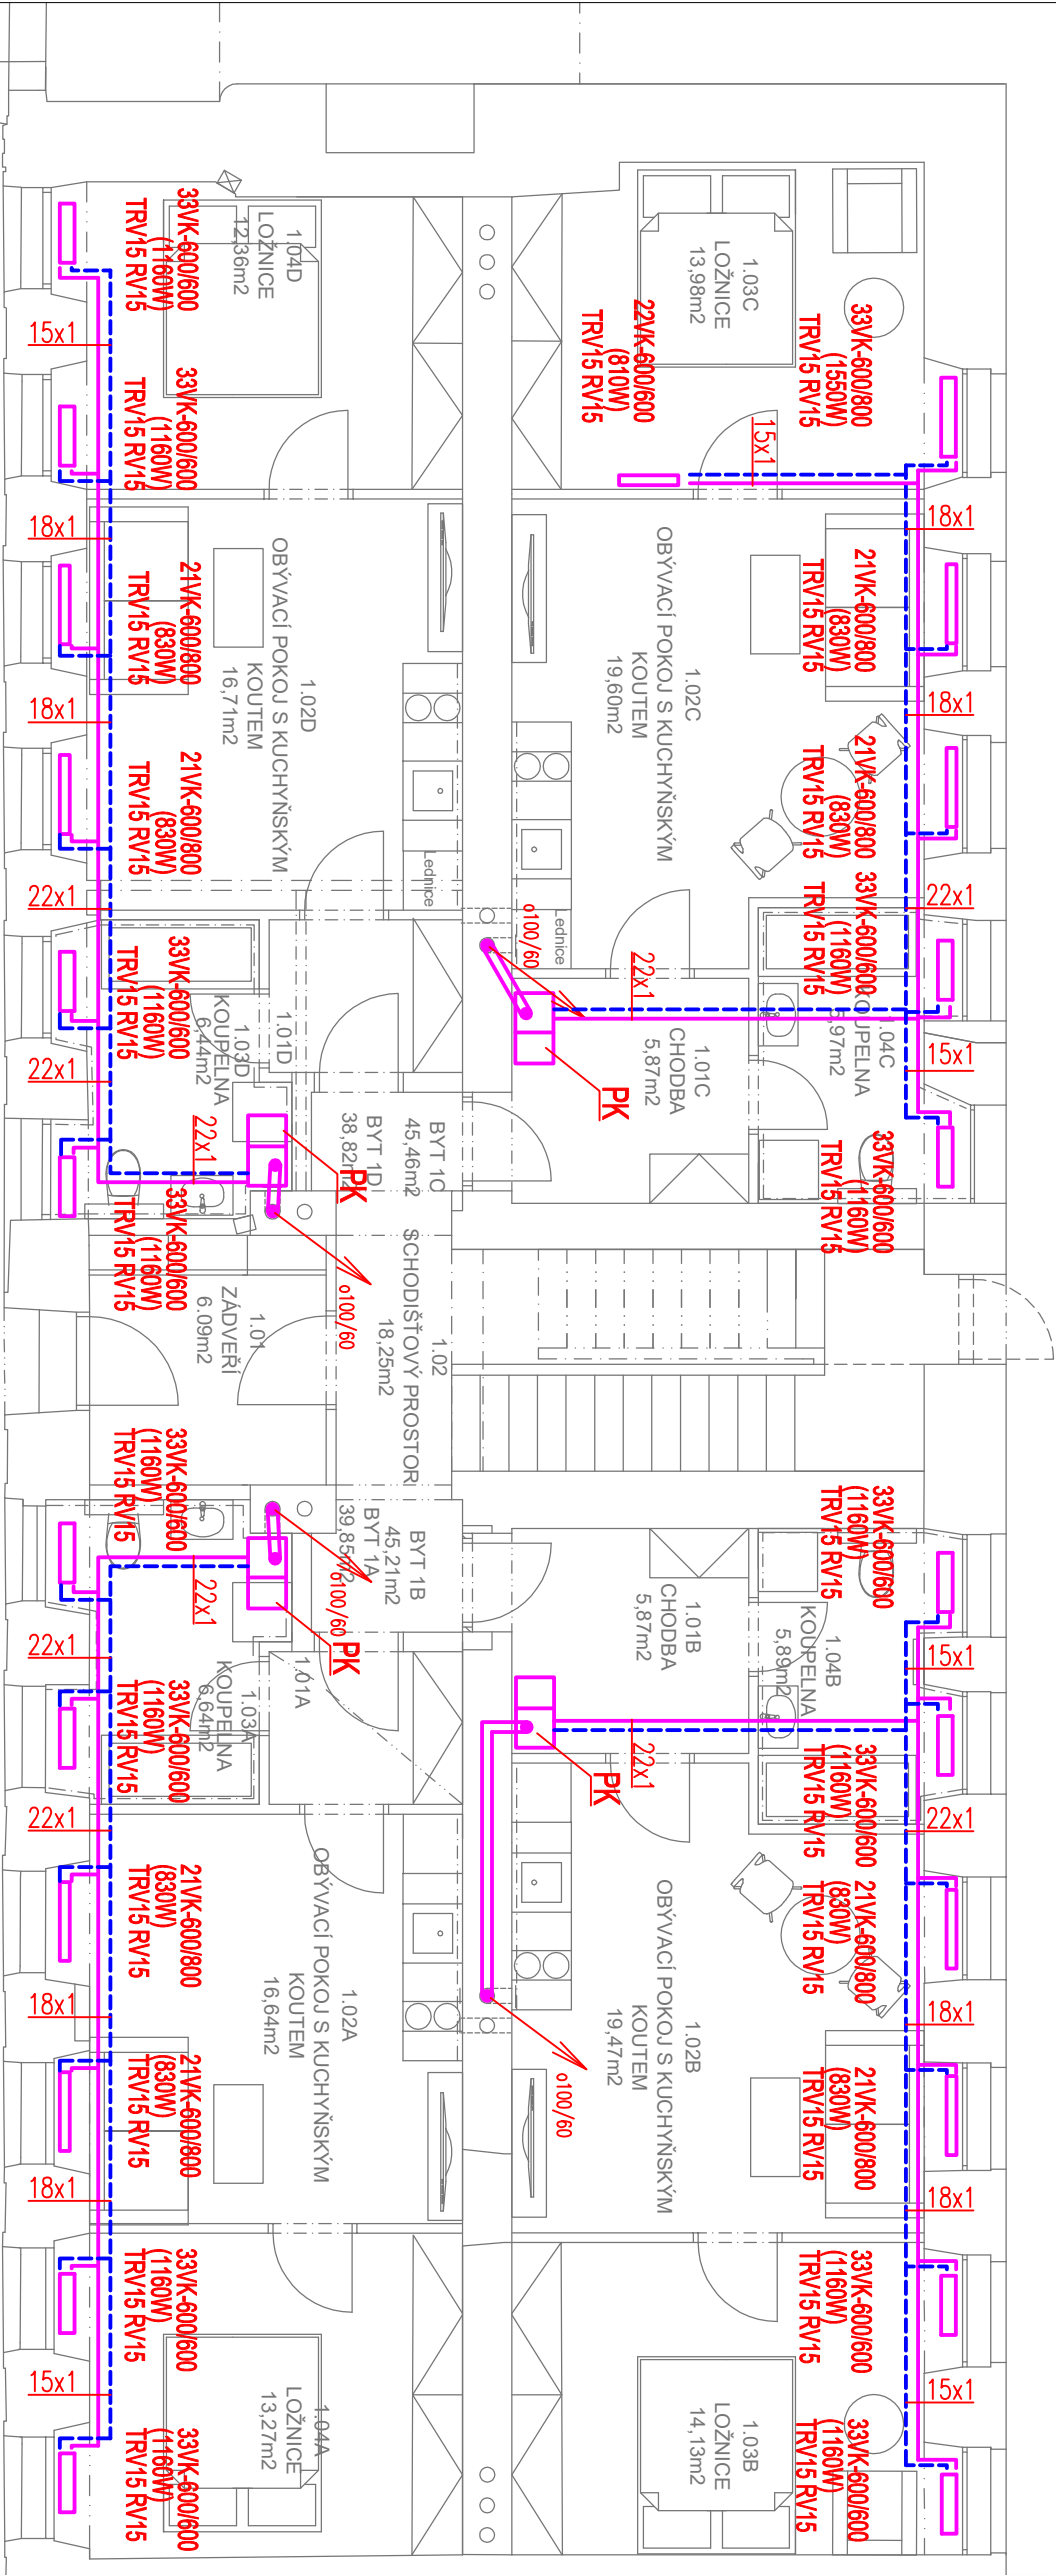 33VK-600/600
(1160W)
TRV15 RV15
1.04D
LOŽNICE
12,36m2
15x1
33VK-600/600
(1160W)
TRV15 RV15
18x1
21VK-600/800
(830W)
TRV15 RV15
1.02D
OBÝVACÍ POKOJ S KUCHYŇSKÝM
KOUTEM
16,71m2
18x1
21VK-600/800
(830W)
TRV15 RV15
Lednice
22x1
33VK-600/600
(1160W)
TRV15 RV15
1.03D
KOUPELNA
6,44m2
1.01D
22x1
22x1
33VK-600/600
(1160W)
TRV15 RV15
PK
o100/60
1.03C
LOŽNICE
13,98m2
33VK-600/800
(1550W)
TRV15 RV15
22VK-600/600
(810W)
TRV15 RV15
15x1
18x1
21VK-600/800
(830W)
TRV15 RV15
1.02C
OBÝVACÍ POKOJ S KUCHYŇSKÝM
KOUTEM
19,60m2
18x1
21VK-600/800
(830W)
TRV15 RV15
22x1
33VK-600/600
(1160W)
TRV15 RV15
Lednice
o100/60
22x1
.04C
KOUPELNA
5,97m2
15x1
1.01C
CHODBA
5,87m2
PK
33VK-600/600
(1160W)
TRV15 RV15
BYT 1C
45,46m2
BYT 1D
38,82m2
1.02
SCHODIŠŤOVÝ PROSTOR
18,25m2
1.01
ZÁDVEŘÍ
6.09m2
BYT 1B
45,21m2
BYT 1A
39,85m2
33VK-600/600
(1160W)
TRV15 RV15
o100/60
PK
22x1
22x1
1.01A
1.03A
KOUPELNA
6,64m2
33VK-600/600
(1160W)
TRV15 RV15
22x1
21VK-600/800
(830W)
TRV15 RV15
1.02A
OBÝVACÍ POKOJ S KUCHYŇSKÝM
KOUTEM
16,64m2
18x1
21VK-600/800
(830W)
TRV15 RV15
18x1
33VK-600/600
(1160W)
TRV15 RV15
15x1
1.04A
LOŽNICE
13,27m2
33VK-600/600
(1160W)
TRV15 RV15
33VK-600/600
(1160W)
TRV15 RV15
15x1
1.01B
CHODBA
5,87m2
1.04B
KOUPELNA
5,89m2
22x1
PK
33VK-600/600
(1160W)
TRV15 RV15
22x1
21VK-600/800
(830W)
TRV15 RV15
18x1
1.02B
OBÝVACÍ POKOJ S KUCHYŇSKÝM
KOUTEM
19,47m2
o100/60
21VK-600/800
(830W)
TRV15 RV15
18x1
33VK-600/600
(1160W)
TRV15 RV15
15x1
1.03B
LOŽNICE
14,13m2
33VK-600/600
(1160W)
TRV15 RV15